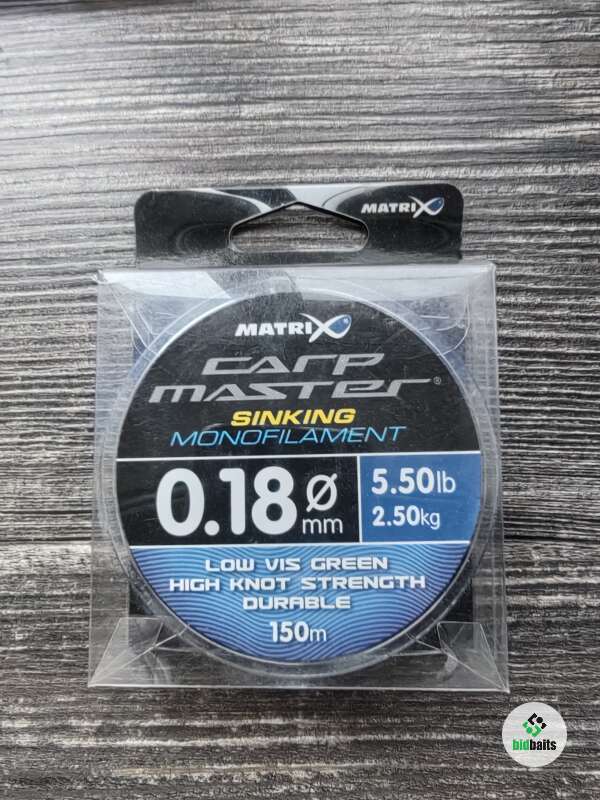 MATRIX
MATRIX
CARP
MASTER®
SINKING
MONOFILAMENT
0.18 Ø mm
5.50lb
2.50kg
LOW VIS GREEN
HIGH KNOT STRENGTH
DURABLE
150m
bidbaits